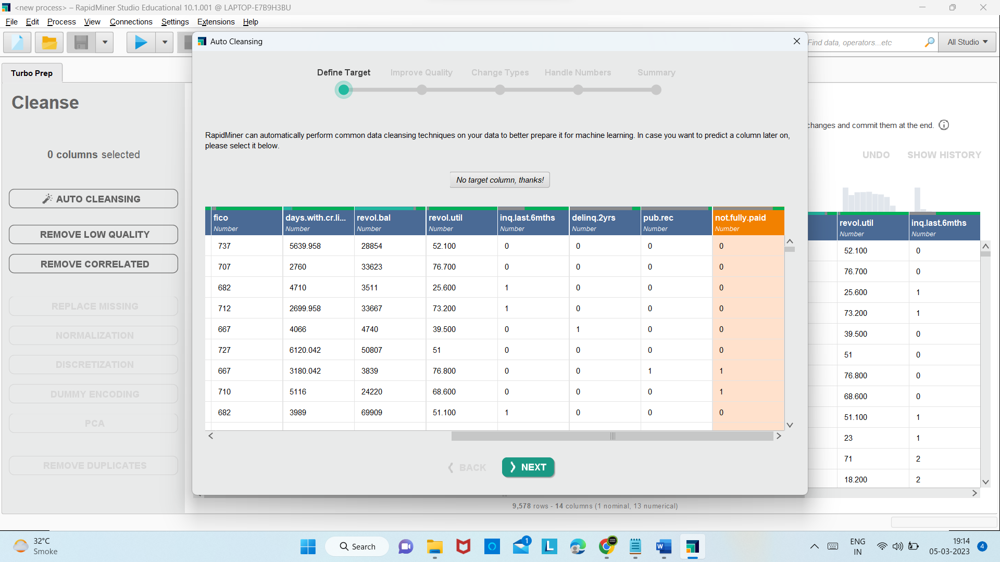 <new process> – RapidMiner Studio Educational 10.1.001 @ LAPTOP-E7B9H3BU
File Edit Process View Connections Settings Extensions Help
Auto Cleansing
Find data, operators...etc
All Studio
Turbo Prep
Define Target Improve Quality Change Types Handle Numbers Summary
Cleanse
changes and commit them at the end.
RapidMiner can automatically perform common data cleansing techniques on your data to better prepare it for machine learning. In case you want to predict a column later on,
please select it below.
0 columns selected
UNDO SHOW HISTORY
No target column, thanks!
AUTO CLEANSING
REMOVE LOW QUALITY
REMOVE CORRELATED
REPLACE MISSING
NORMALIZATION
DISCRETIZATION
DUMMY ENCODING
PCA
REMOVE DUPLICATES
fico days.with.cr.li... revol.bal revol.util inq.last.6mths delinq.2yrs pub.rec not.fully.paid
Number Number Number Number Number Number Number Number
737 5639.958 28854 52.100 0 0 0 0
707 2760 33623 76.700 0 0 0 0
682 4710 3511 25.600 1 0 0 0
712 2699.958 33667 73.200 1 0 0 0
667 4066 4740 39.500 0 1 0 0
727 6120.042 50807 51 0 0 0 0
667 3180.042 3839 76.800 0 0 1 1
710 5116 24220 68.600 0 0 0 1
682 3989 69909 51.100 1 0 0 0
BACK NEXT
revol.util inq.last.6mths
Number Number
52.100 0
76.700 0
25.600 1
73.200 1
39.500 0
51 0
76.800 0
68.600 0
51.100 1
23 1
71 2
18.200 2
9,578 rows - 14 columns (1 nominal, 13 numerical)
32°C
Smoke
Search
1
ENG
IN
19:14
05-03-2023
4